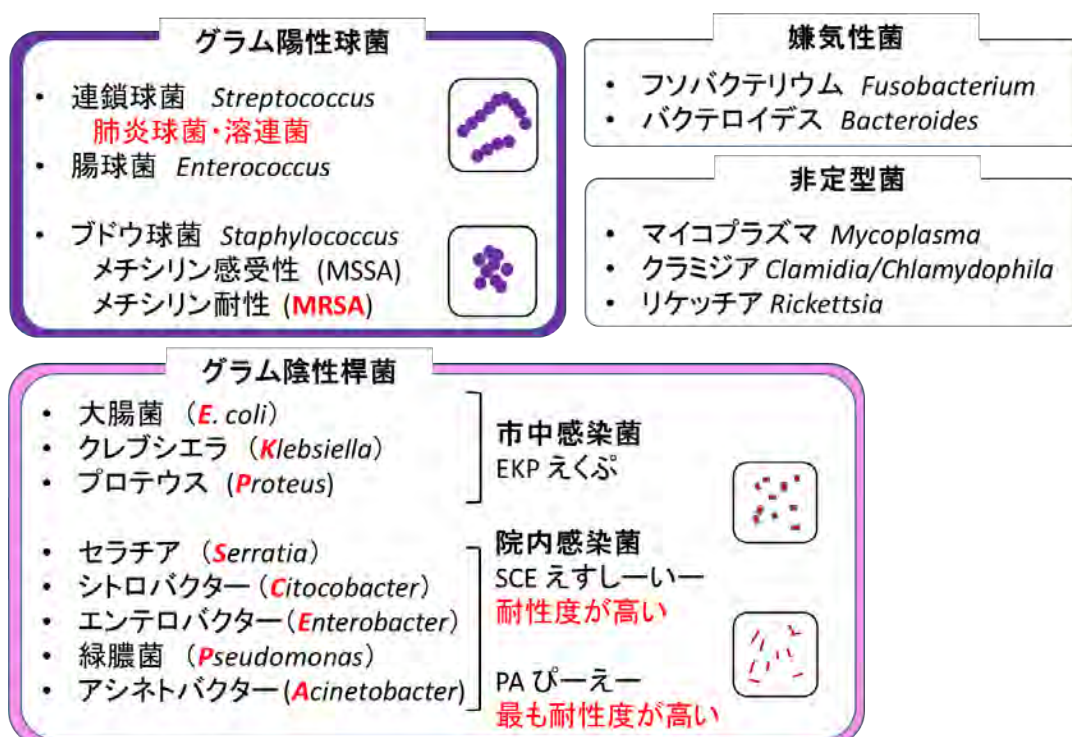 グラム陽性球菌
• 連鎖球菌 Streptococcus
肺炎球菌・溶連菌
• 腸球菌 Enterococcus
• ブドウ球菌 Staphylococcus
メチシリン感受性 (MSSA)
メチシリン耐性 (MRSA)
嫌気性菌
• フソバクテリウム Fusobacterium
• バクテロイデス Bacteroides
非定型菌
• マイコプラズマ Mycoplasma
• クラミジア Clamidia/Chlamydophila
• リケッチア Rickettsia
グラム陰性桿菌
• 大腸菌 （E. coli）
• クレブシエラ （Klebsiella）
• プロテウス (Proteus)
市中感染菌
EKP えくぷ
• セラチア （Serratia）
• シトロバクター（Citocobacter）
• エンテロバクター（Enterobacter）
• 緑膿菌 （Pseudomonas）
• アシネトバクター(Acinetobacter)
院内感染菌
SCE えすしーいー
耐性度が高い
PA ぴーえー
最も耐性度が高い